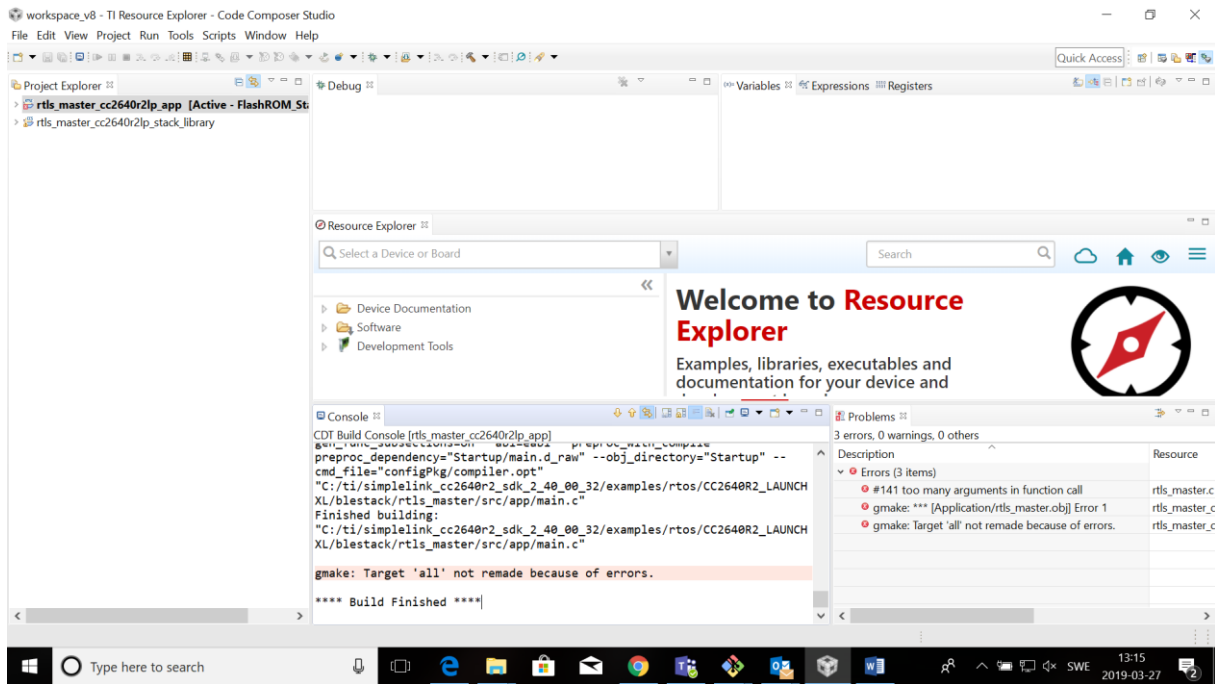 workspace_v8 - TI Resource Explorer - Code Composer Studio
File Edit View Project Run Tools Scripts Window Help
Quick Access
Project Explorer
rtls_master_cc2640r2lp_app [Active - FlashROM_St
rtls_master_cc2640r2lp_stack_library
Debug
Variables Expressions Registers
Resource Explorer
Select a Device or Board
Search
Device Documentation
Software
Development Tools
Welcome to Resource
Explorer
Examples, libraries, executables and
documentation for your device and
Console
CDT Build Console [rtls_master_cc2640r2lp_app]
preproc_dependency="Startup/main.d_raw" --obj_directory="Startup" --
cmd_file="configPkg/compiler.opt"
"C:/ti/simplelink_cc2640r2_sdk_2_40_00_32/examples/rtos/CC2640R2_LAUNCH
XL/blestack/rtls_master/src/app/main.c"
Finished building:
"C:/ti/simplelink_cc2640r2_sdk_2_40_00_32/examples/rtos/CC2640R2_LAUNCH
XL/blestack/rtls_master/src/app/main.c"
gmake: Target 'all' not remade because of errors.
**** Build Finished ****
Problems
3 errors, 0 warnings, 0 others
Description Resource
Errors (3 items)
#141 too many arguments in function call rtls_master.c
gmake: *** [Application/rtls_master.obj] Error 1 rtls_master_c
gmake: Target 'all' not remade because of errors. rtls_master_c
Type here to search
SWE
13:15
2019-03-27
2